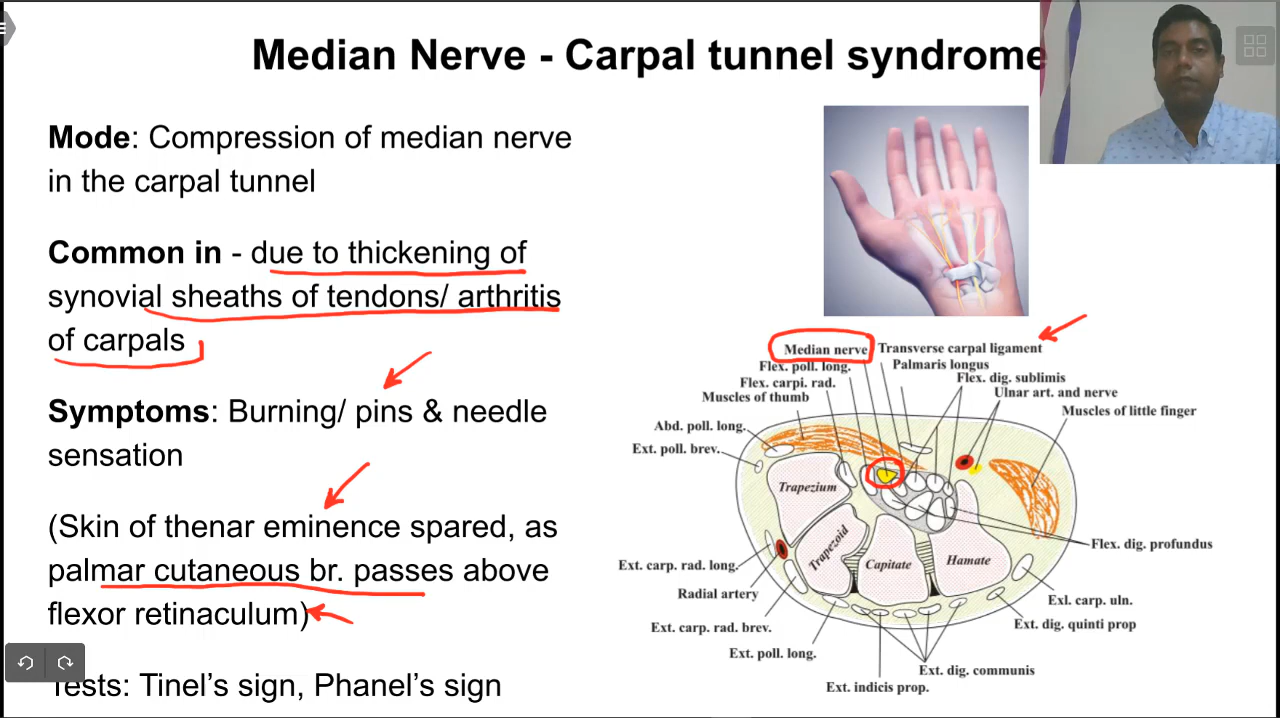 Median Nerve - Carpal tunnel syndrome
Mode: Compression of median nerve
in the carpal tunnel
Common in - due to thickening of
synovial sheaths of tendons/ arthritis
of carpals
Symptoms: Burning/ pins & needle
sensation
(Skin of thenar eminence spared, as
palmar cutaneous br. passes above
flexor retinaculum)
Tests: Tinel's sign, Phanel's sign
Median nerve
Transverse carpal ligament
Flex. poll. long.
Palmaris longus
Flex. carpi. rad.
Flex. dig. sublimis
Muscles of thumb
Ulnar art. and nerve
Muscles of little finger
Abd. poll. long.
Ext. poll. brev.
Trapezium
Trapezoid
Capitate
Hamate
Flex. dig. profundus
Ext. carp. rad. long.
Radial artery
Exl. carp. uln.
Ext. carp. rad. brev.
Ext. dig. quinti prop
Ext. poll. long.
Ext. dig. communis
Ext. indicis prop.